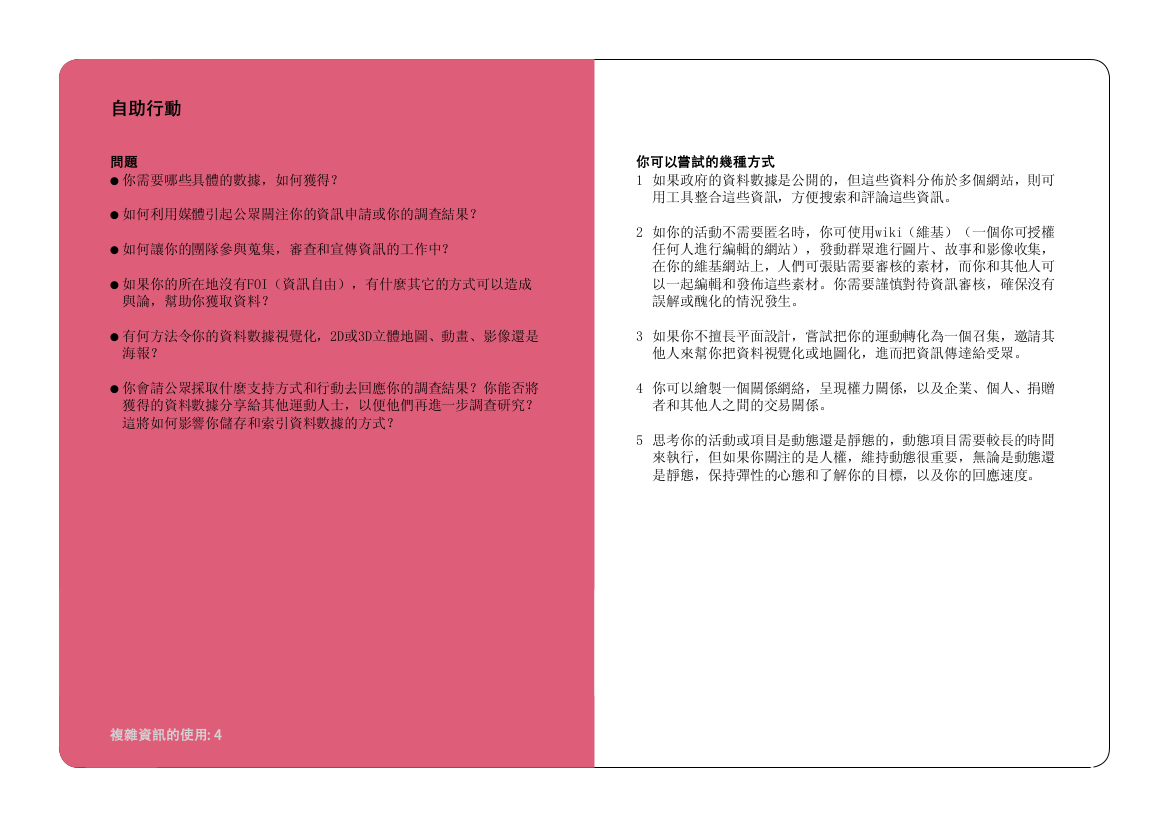 自助行動
問題
● 你需要哪些具體的數據，如何獲得？
● 如何利用媒體引起公眾關注你的資訊申請或你的調查結果？
● 如何讓你的團隊參與蒐集，審查和宣傳資訊的工作中？
● 如果你的所在地沒有FOI（資訊自由），有什麼其它的方式可以造成
輿論，幫助你獲取資料？
● 有何方法令你的資料數據視覺化，2D或3D立體地圖、動畫、影像還是
海報？
● 你會請公眾採取什麼支持方式和行動去回應你的調查結果？你能否將
獲得的資料數據分享給其他運動人士，以便他們再進一步調查研究？
這將如何影響你儲存和索引資料數據的方式？
複雜資訊的使用: 4
你可以嘗試的幾種方式
1 如果政府的資料數據是公開的，但這些資料分佈於多個網站，則可
用工具整合這些資訊，方便搜索和評論這些資訊。
2 如你的活動不需要匿名時，你可使用wiki（維基）（一個你可授權
任何人進行編輯的網站），發動群眾進行圖片、故事和影像收集，
在你的維基網站上，人們可張貼需要審核的素材，而你和其他人可
以一起編輯和發佈這些素材。你需要謹慎對待資訊審核，確保沒有
誤解或醜化的情況發生。
3 如果你不擅長平面設計，嘗試把你的運動轉化為一個召集，邀請其
他人來幫你把資料視覺化或地圖化，進而把資訊傳達給受眾。
4 你可以繪製一個關係網絡，呈現權力關係，以及企業、個人、捐贈
者和其他人之間的交易關係。
5 思考你的活動或項目是動態還是靜態的，動態項目需要較長的時間
來執行，但如果你關注的是人權，維持動態很重要，無論是動態還
是靜態，保持彈性的心態和了解你的目標，以及你的回應速度。